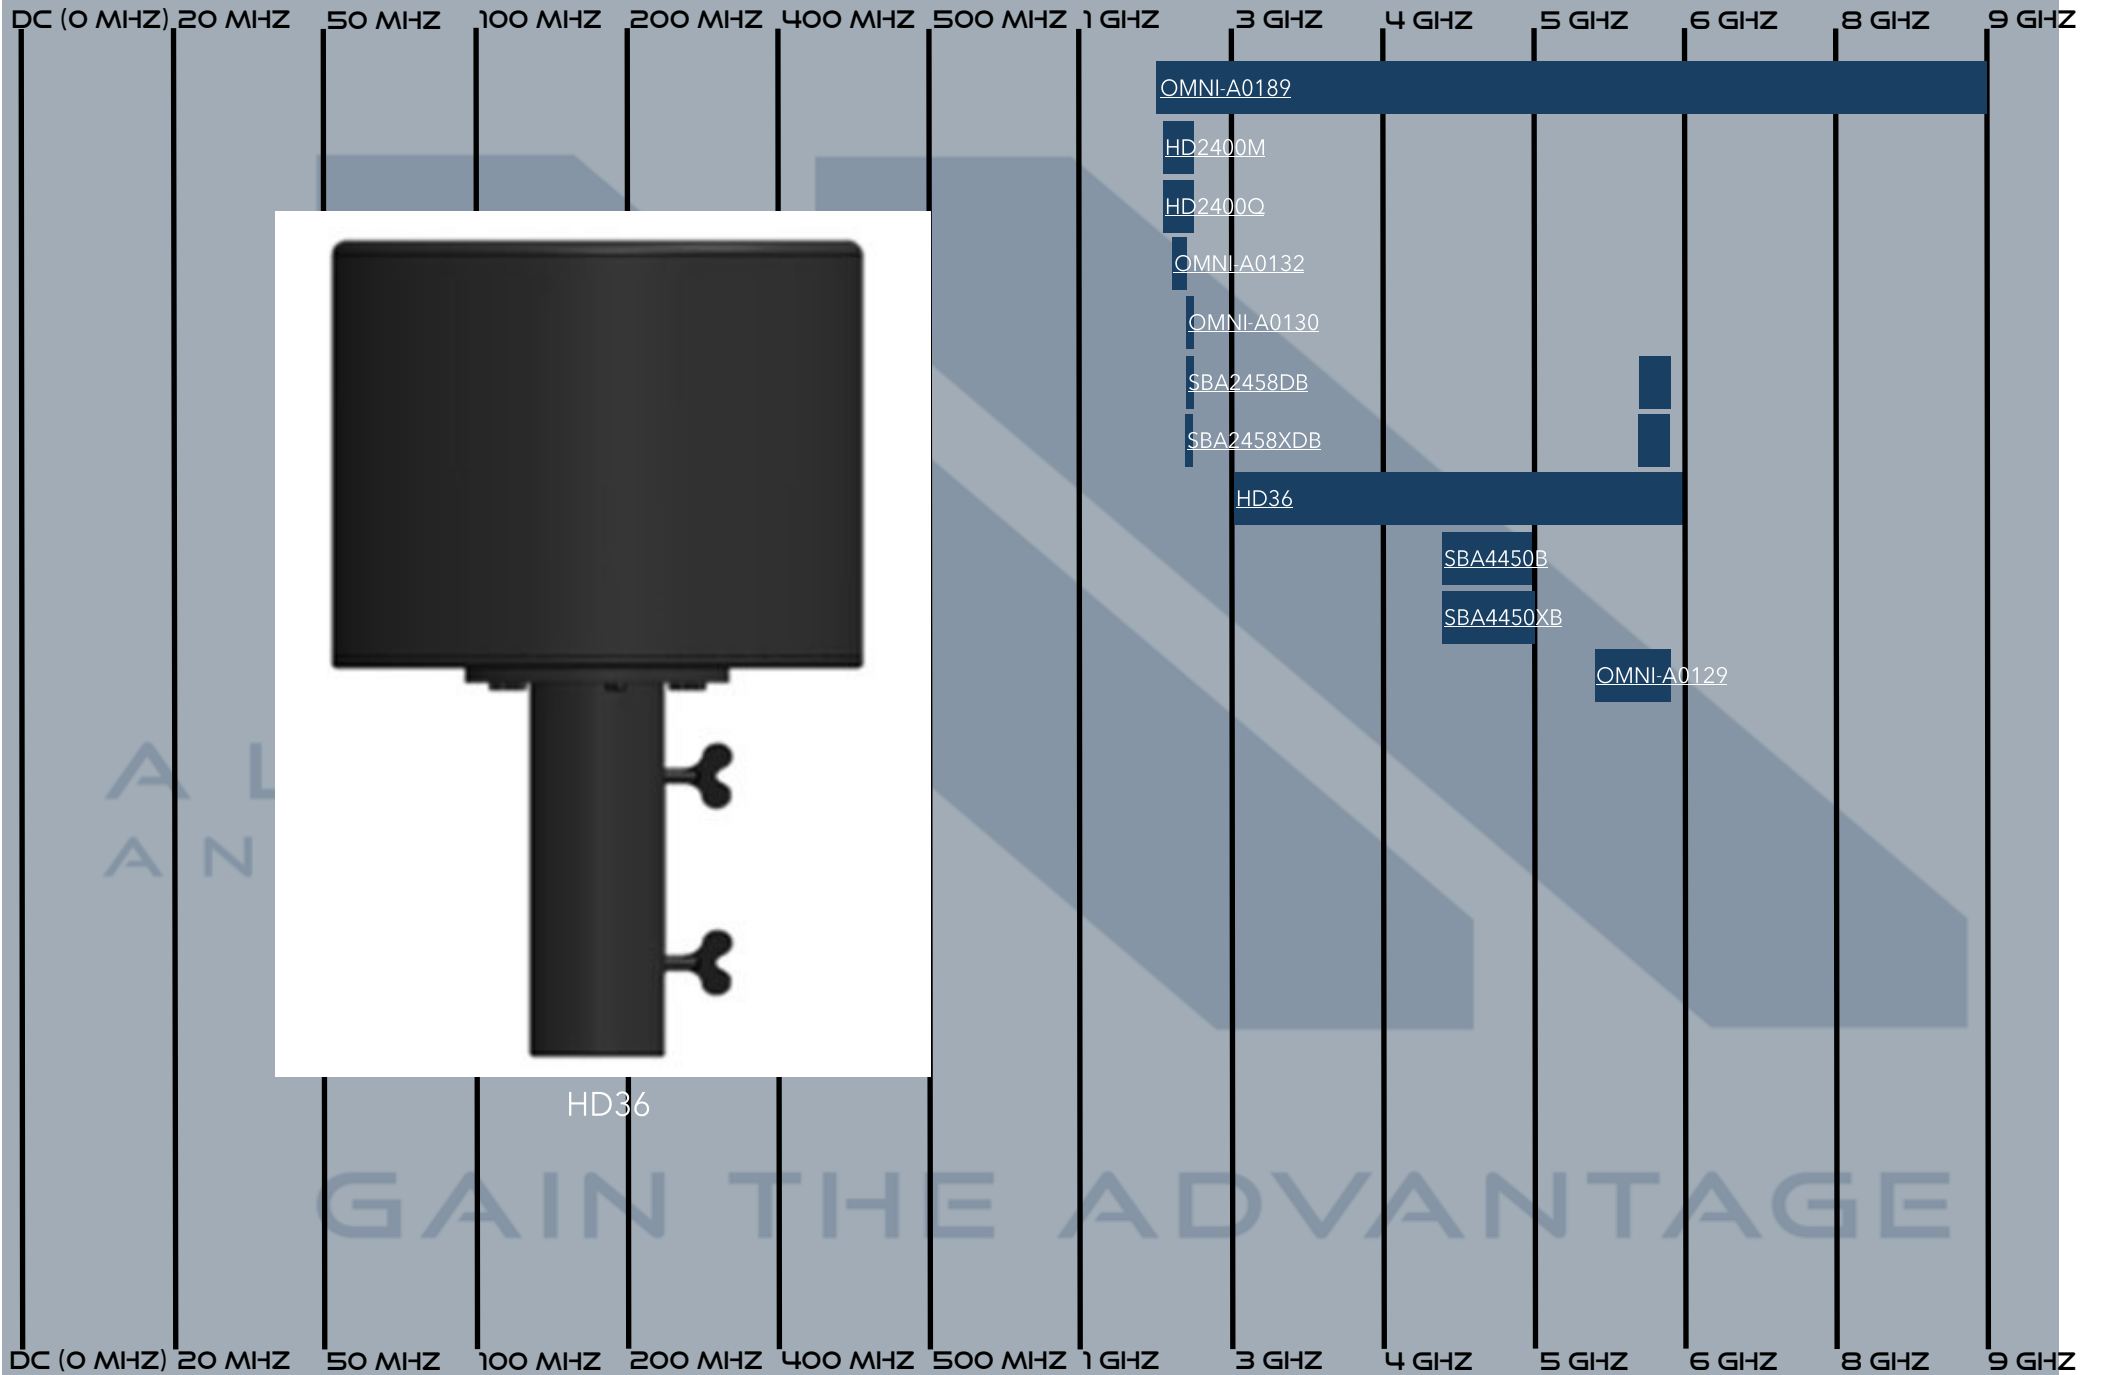 DC (0 MHZ) 20 MHZ 50 MHZ 100 MHZ 200 MHZ 400 MHZ 500 MHZ 1 GHZ 3 GHZ 4 GHZ 5 GHZ 6 GHZ 8 GHZ 9 GHZ
OMNI-A0189
HD2400M
HD2400Q
OMNI-A0132
OMNI-A0130
SBA2458DB
SBA2458XDB
HD36
SBA4450B
SBA4450XB
OMNI-A0129
A L
A N
HD36
GAIN THE ADVANTAGE
DC (0 MHZ) 20 MHZ 50 MHZ 100 MHZ 200 MHZ 400 MHZ 500 MHZ 1 GHZ 3 GHZ 4 GHZ 5 GHZ 6 GHZ 8 GHZ 9 GHZ